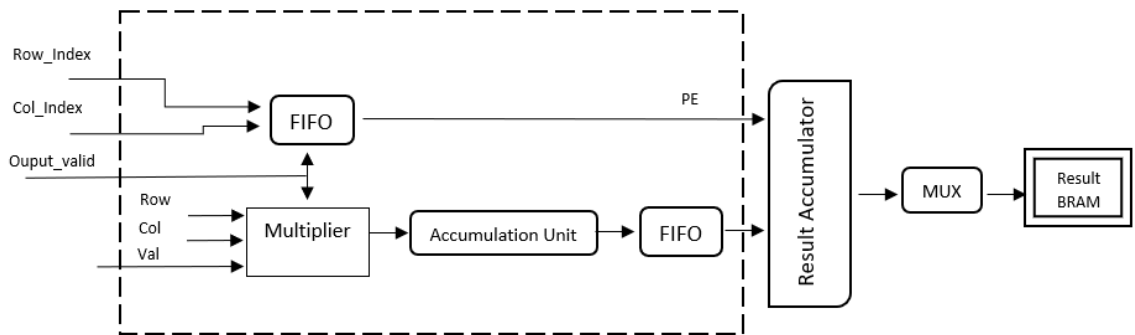 Row_Index
Col_Index
Ouput_valid
FIFO
PE
Row
Col
Val
Multiplier
Accumulation Unit
FIFO
Result Accumulator
MUX
Result
BRAM